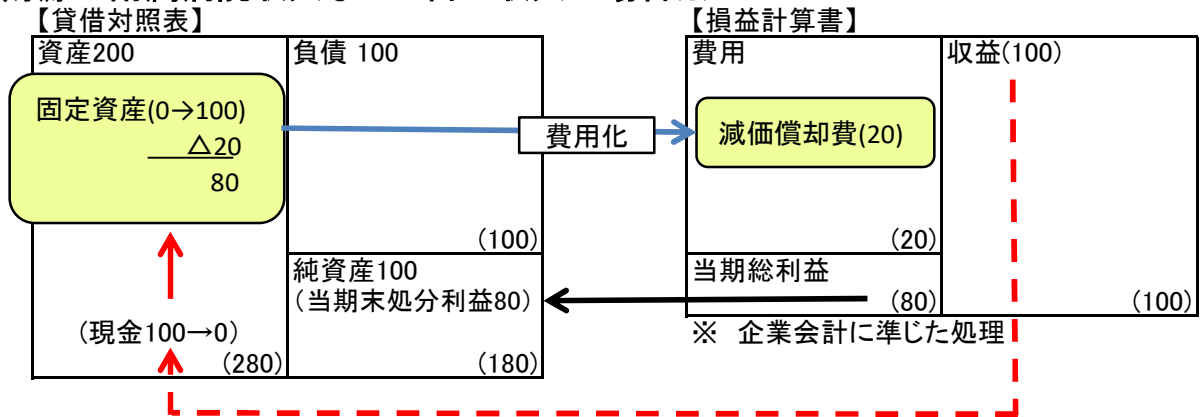 【貸借対照表】
【損益計算書】
資産200
負債 100
費用
収益(100)
固定資産(0→100)
△20
80
費用化
減価償却費(20)
(100)
(20)
純資産100
(当期末処分利益80)
当期総利益
(80)
(100)
(現金100→0)
(280)
(180)
※ 企業会計に準じた処理